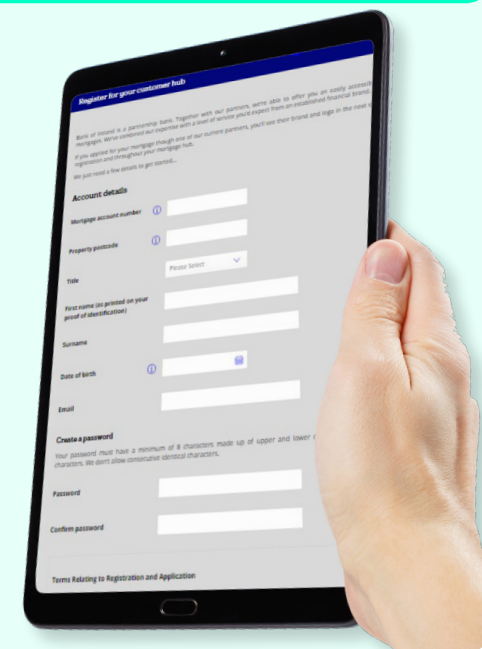 Register for your customer hub
Bank of Ireland is a partnership bank. Together with our partners, we're able to offer you an easily
mortgages. We've combined our expertise with a level of service you'd expect from an established financial brand.
If you applied for your mortgage though one of our current partners, you'll see their brand and logo in the next
registration and throughout your mortgage hub.
We just need a few details to get started...
Account details
Mortgage account number
Property postcode
Title
Please Select
First name (as printed on your
proof of identification)
Surname
Date of birth
Email
Create a password
Your password must have a minimum of 8 characters made up of upper and lower
characters. We don't allow consecutive identical characters.
Password
Confirm password
Terms Relating to Registration and Application